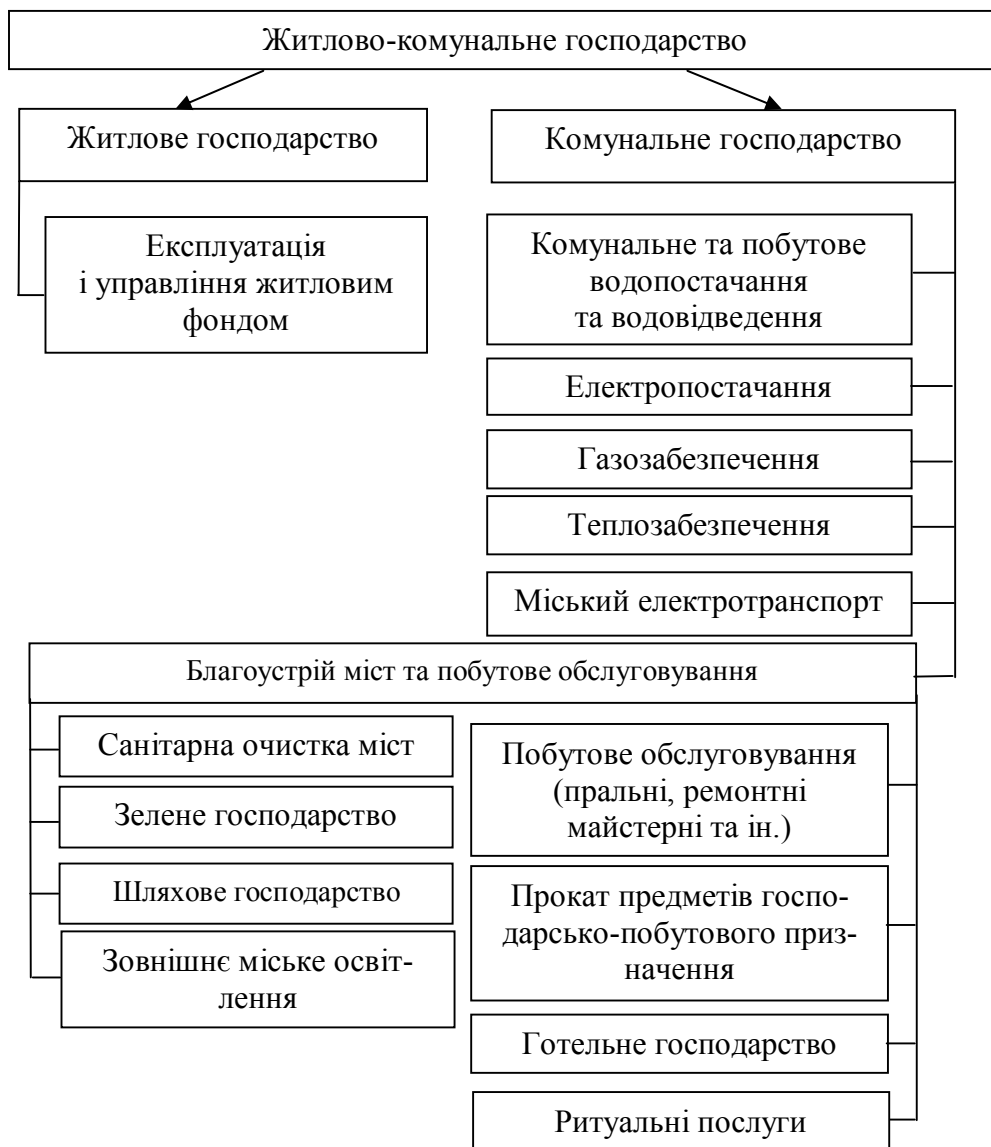 Житлово-комунальне господарство
Житлове господарство
Комунальне господарство
Експлуатація
і управління житловим
фондом
Комунальне та побутове
водопостачання
та водовідведення
Електропостачання
Газозабезпечення
Теплозабезпечення
Міський електротранспорт
Благоустрій міст та побутове обслуговування
Санітарна очистка міст
Зелене господарство
Шляхове господарство
Зовнішнє міське освіт-
лення
Побутове обслуговування
(пральні, ремонтні
майстерні та ін.)
Прокат предметів госпо-
дарсько-побутового приз-
начення
Готельне господарство
Ритуальні послуги